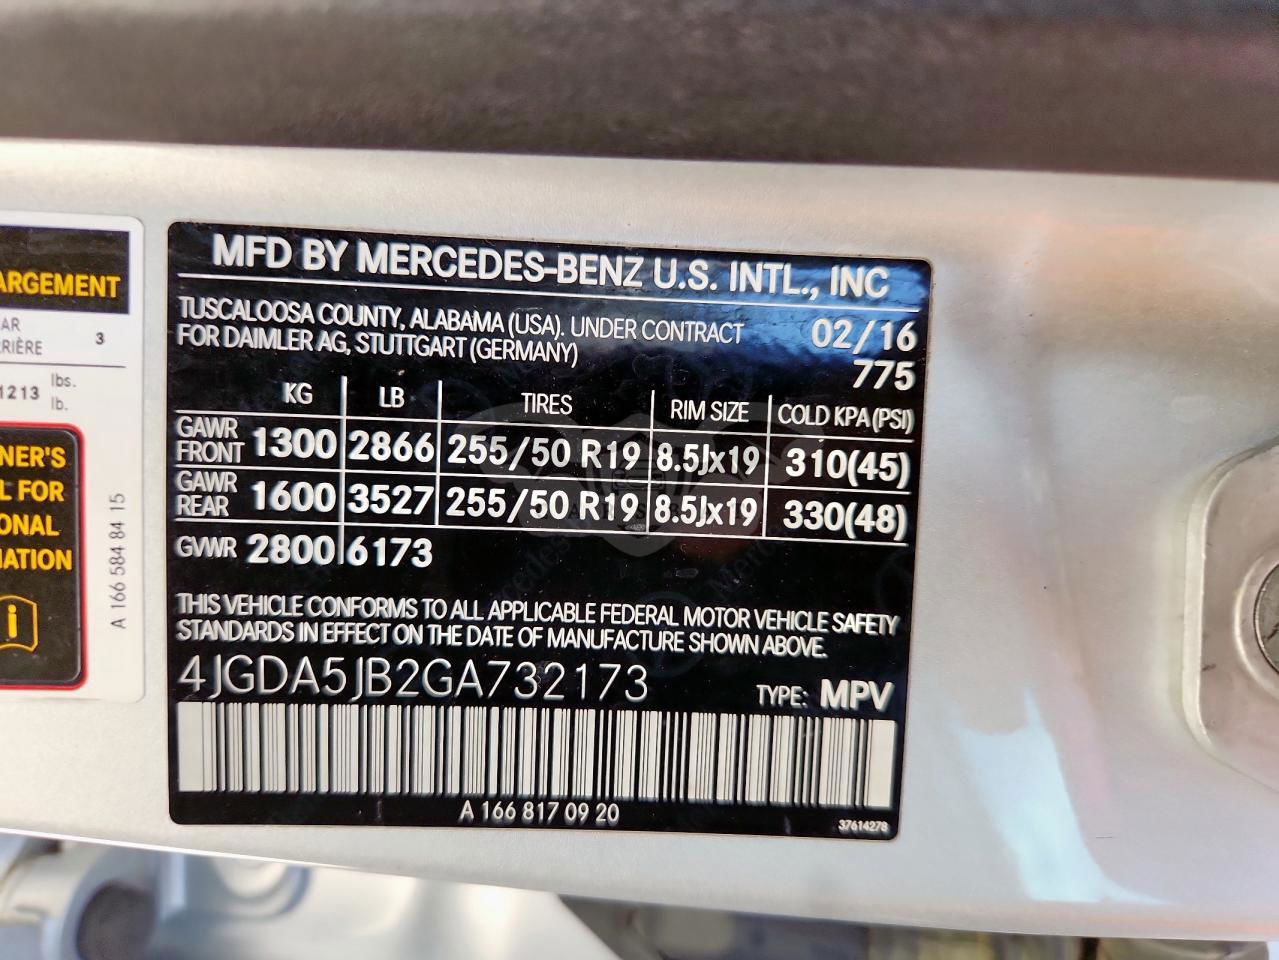 MFD BY MERCEDES-BENZ U.S. INTL., INC
TUSCALOOSA COUNTY, ALABAMA (USA). UNDER CONTRACT 02/16
FOR DAIMLER AG, STUTTGART (GERMANY)
775
KG LB TIRES RIM SIZE COLD KPA (PSI)
GAWR FRONT 1300 2866 255/50 R19 8.5Jx19 310(45)
GAWR REAR 1600 3527 255/50 R19 8.5Jx19 330(48)
GVWR 2800 6173
THIS VEHICLE CONFORMS TO ALL APPLICABLE FEDERAL MOTOR VEHICLE SAFETY
STANDARDS IN EFFECT ON THE DATE OF MANUFACTURE SHOWN ABOVE.
4JGDA5JB2GA732173 TYPE: MPV
A 166 817 09 20
37614278
ARGEMENT
AR
RIÈRE 3
1213 lbs.
lb.
NER'S
L FOR
IONAL
MATION
A 166 584 84 15